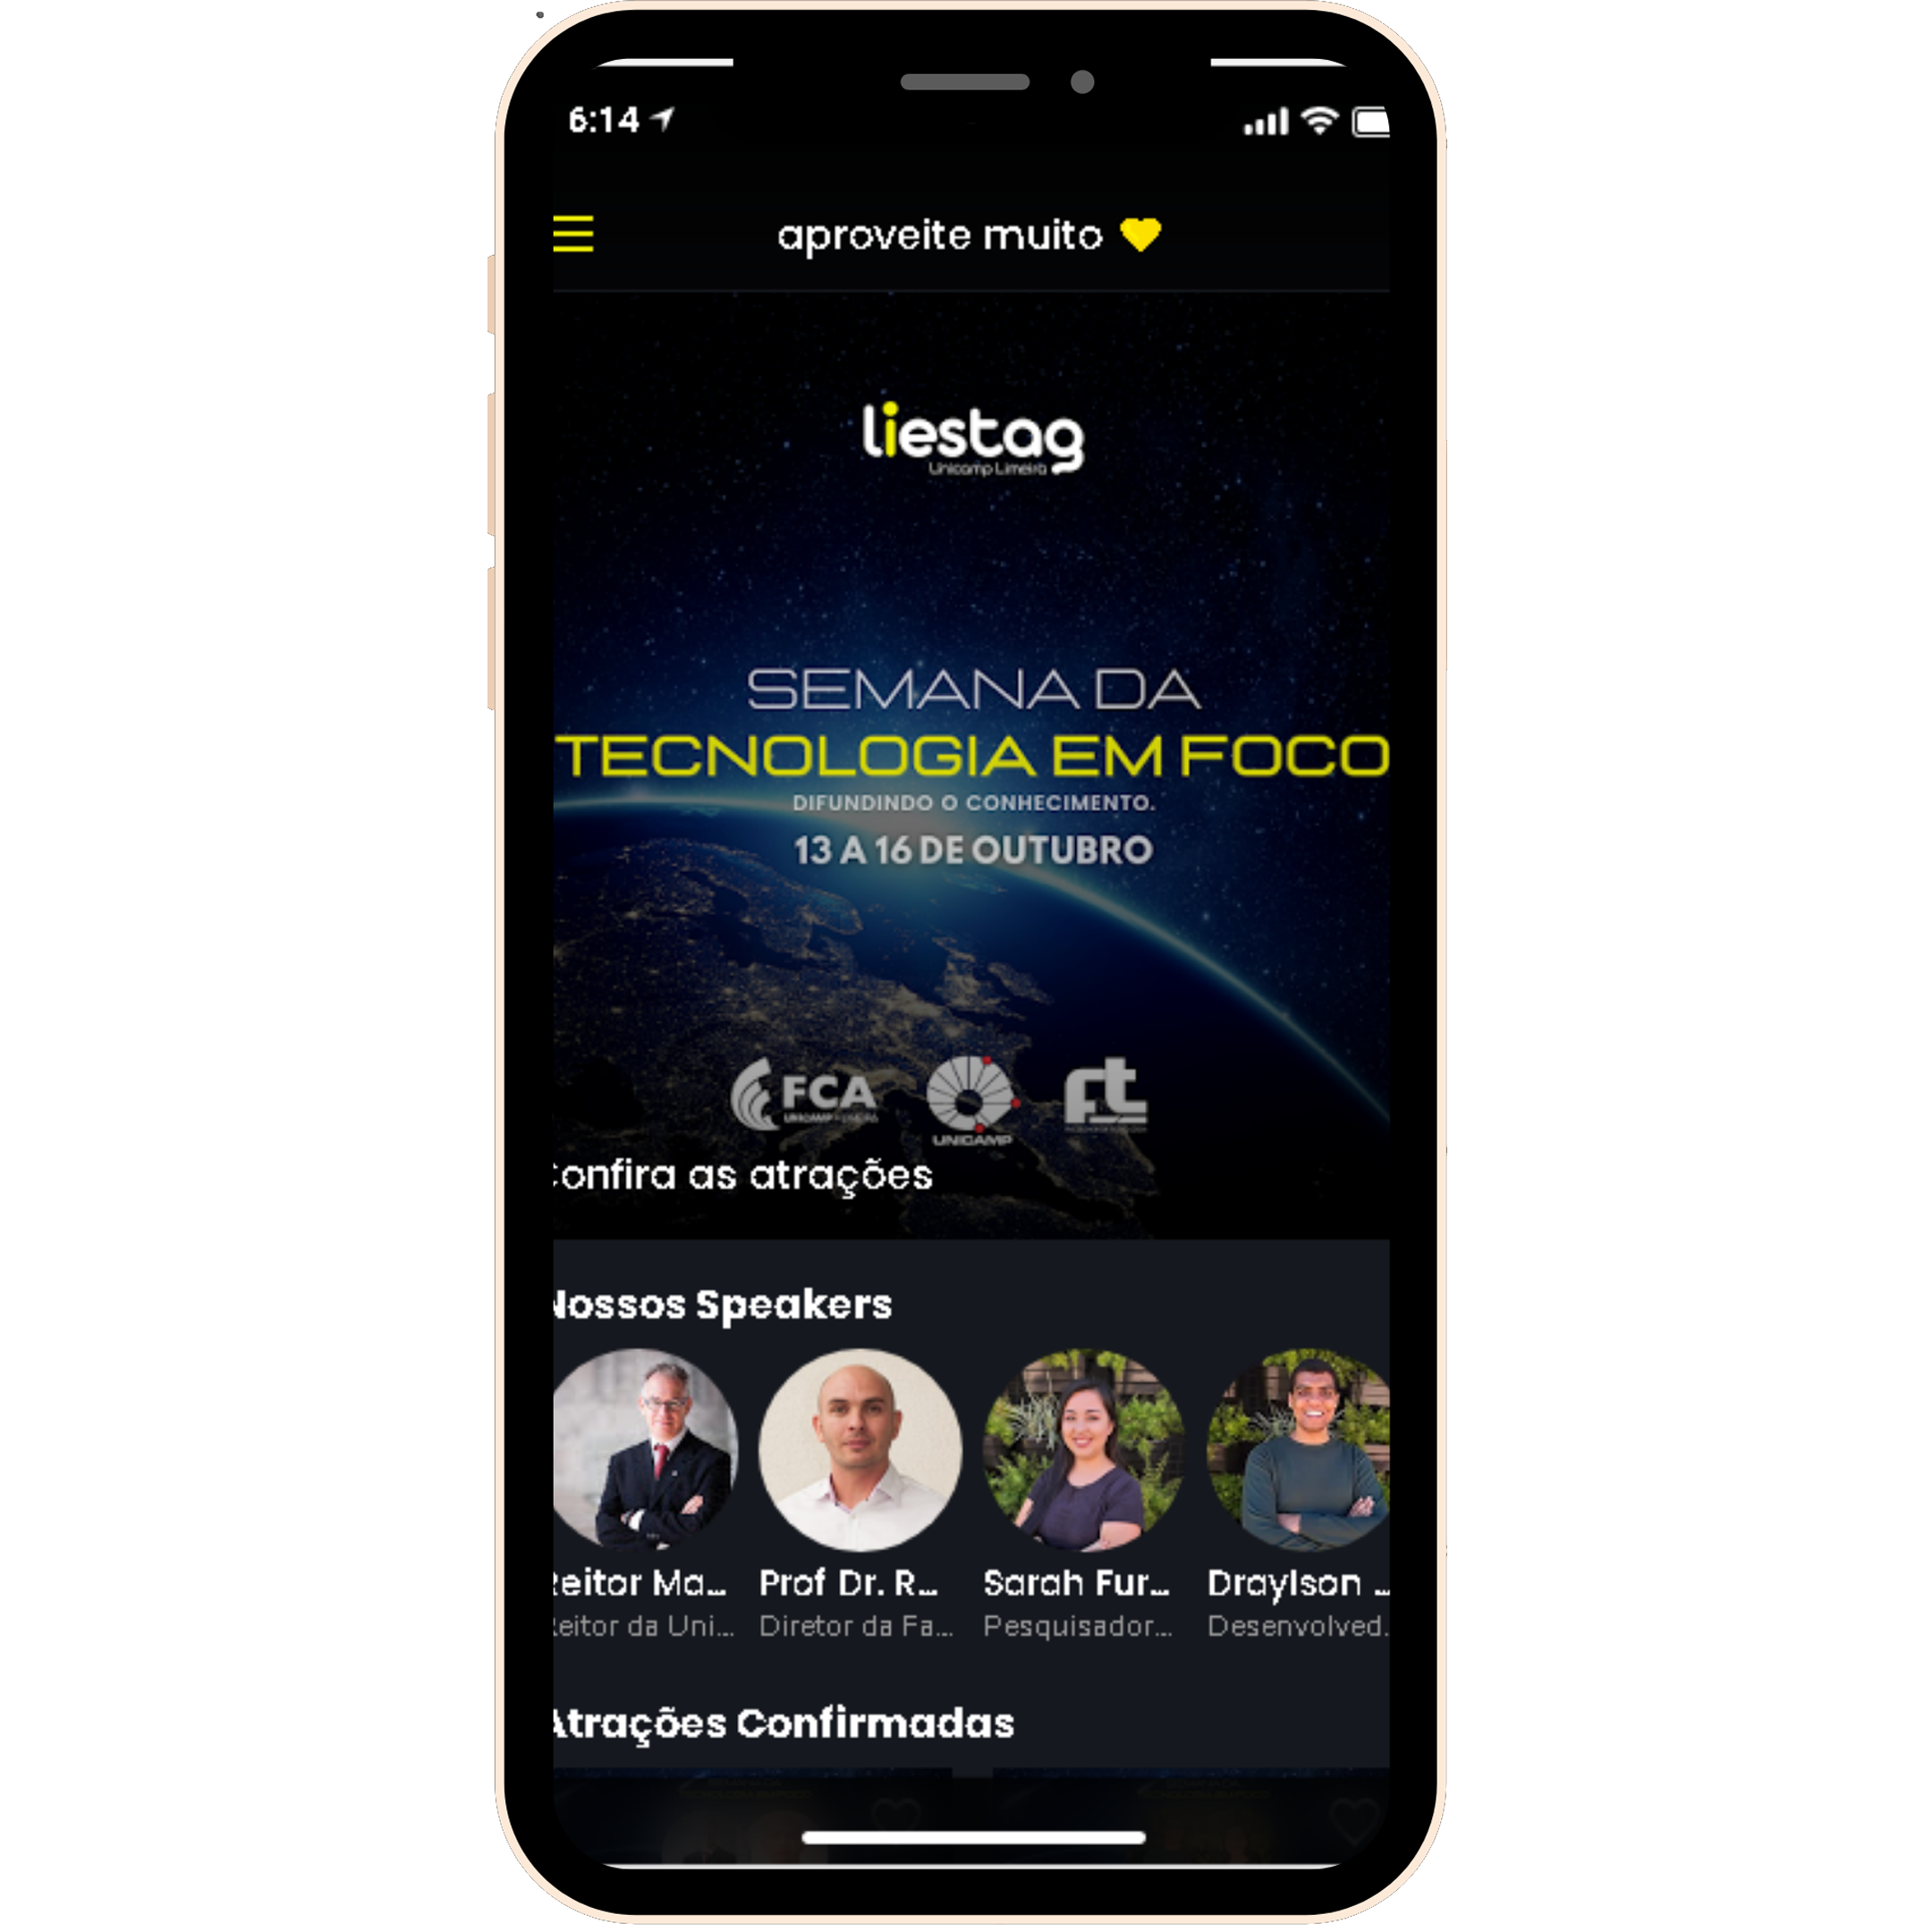 6:14
aproveite muito
liestag
Unicamp Limeira
SEMANA DA
TECNOLOGIA EM FOCO
DIFUNDINDO O CONHECIMENTO.
13 A 16 DE OUTUBRO
FCA
UNICAMP
ft
UNICAMP
onfira as atrações
Nossos Speakers
Reitor Ma...
Prof Dr. R...
Sarah Fur...
Draylson ...
Reitor da Uni...
Diretor da Fa...
Pesquisador...
Desenvolved.
Atrações Confirmadas